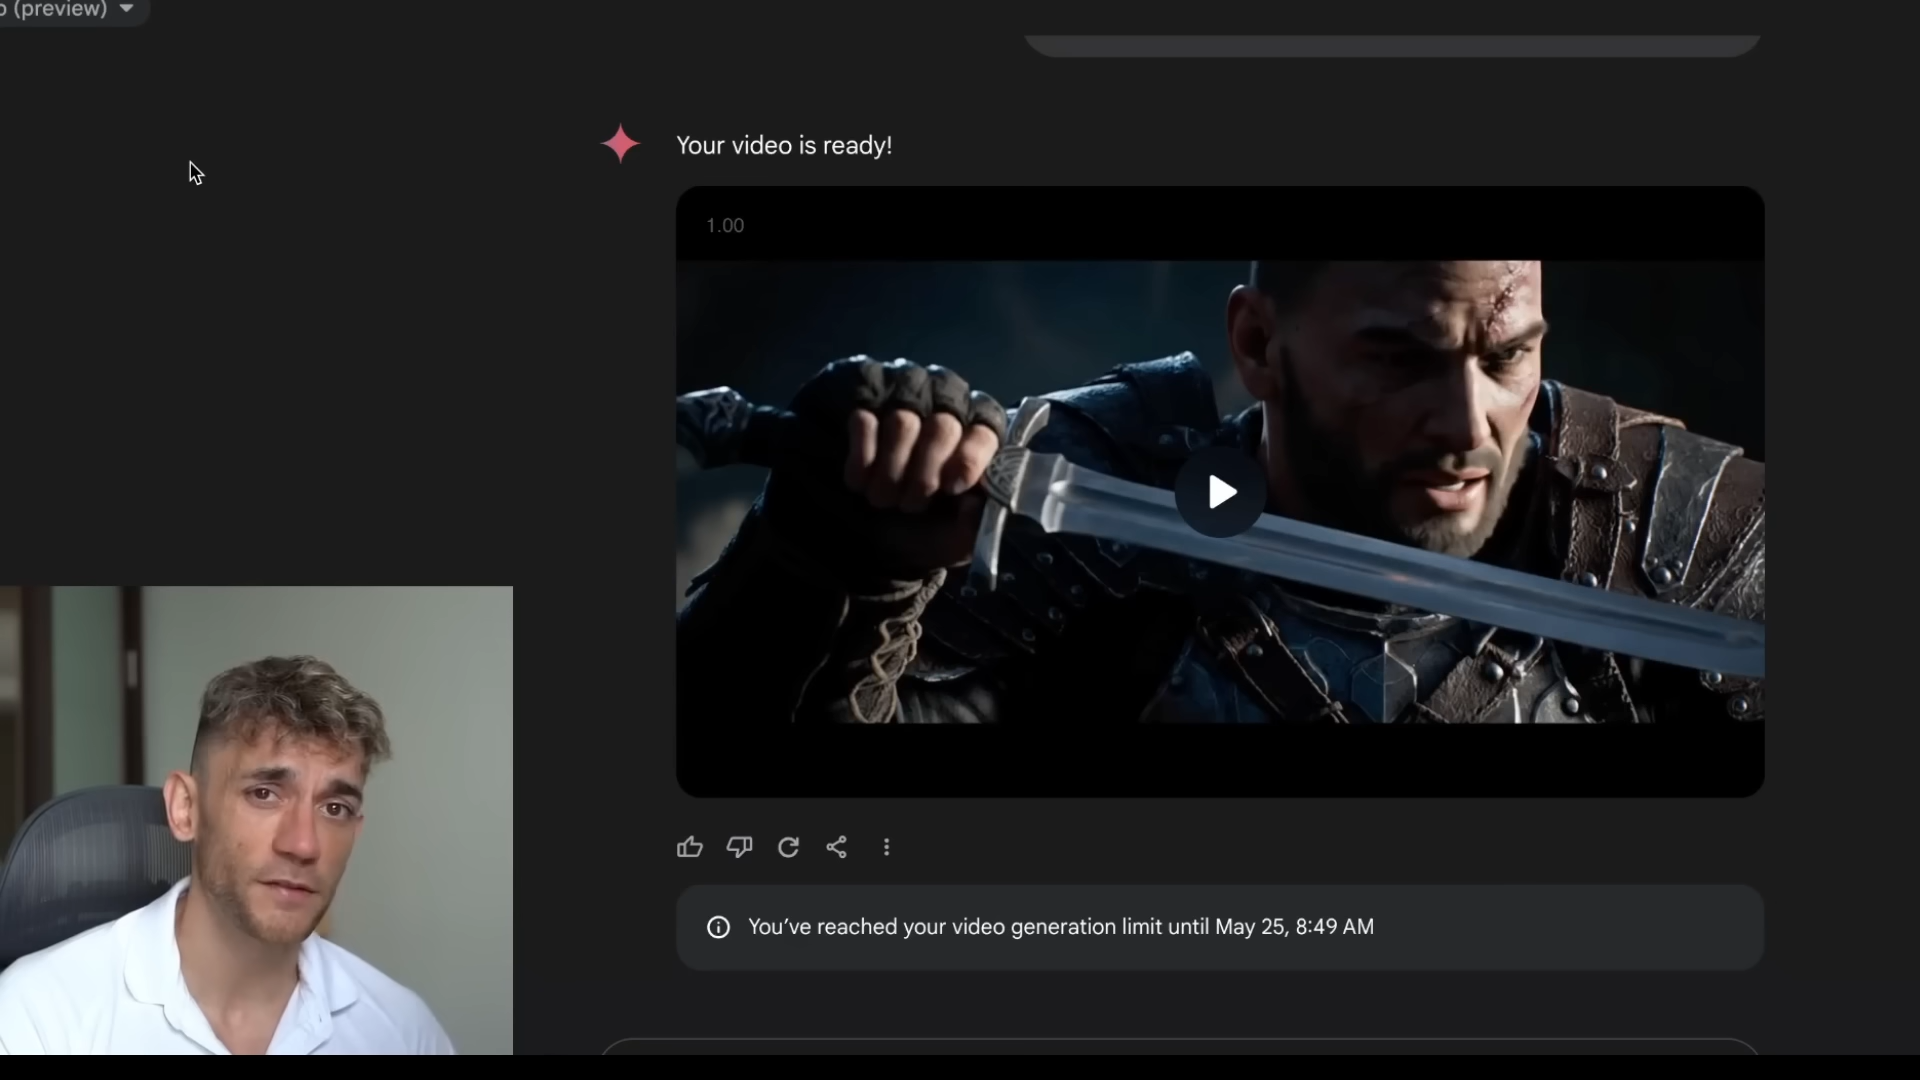 (preview)
Your video is ready!
1.00
You've reached your video generation limit until May 25, 8:49 AM